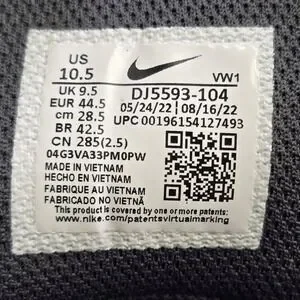 US
10.5
VW1
UK 9.5
EUR 44.5
cm 28.5
BR 42.5
CN 285(2.5)
DJ5593-104
05/24/22 08/16/22
UPC 00196154127493
04G3VA33PM0PW
MADE IN VIETNAM
HECHO EN VIETNAM
FABRIQUE AU VIETNAM
FABRICADO NO VIETNÃ
This product is covered by one or more patents:
www.nike.com/patentsvirtualmarking